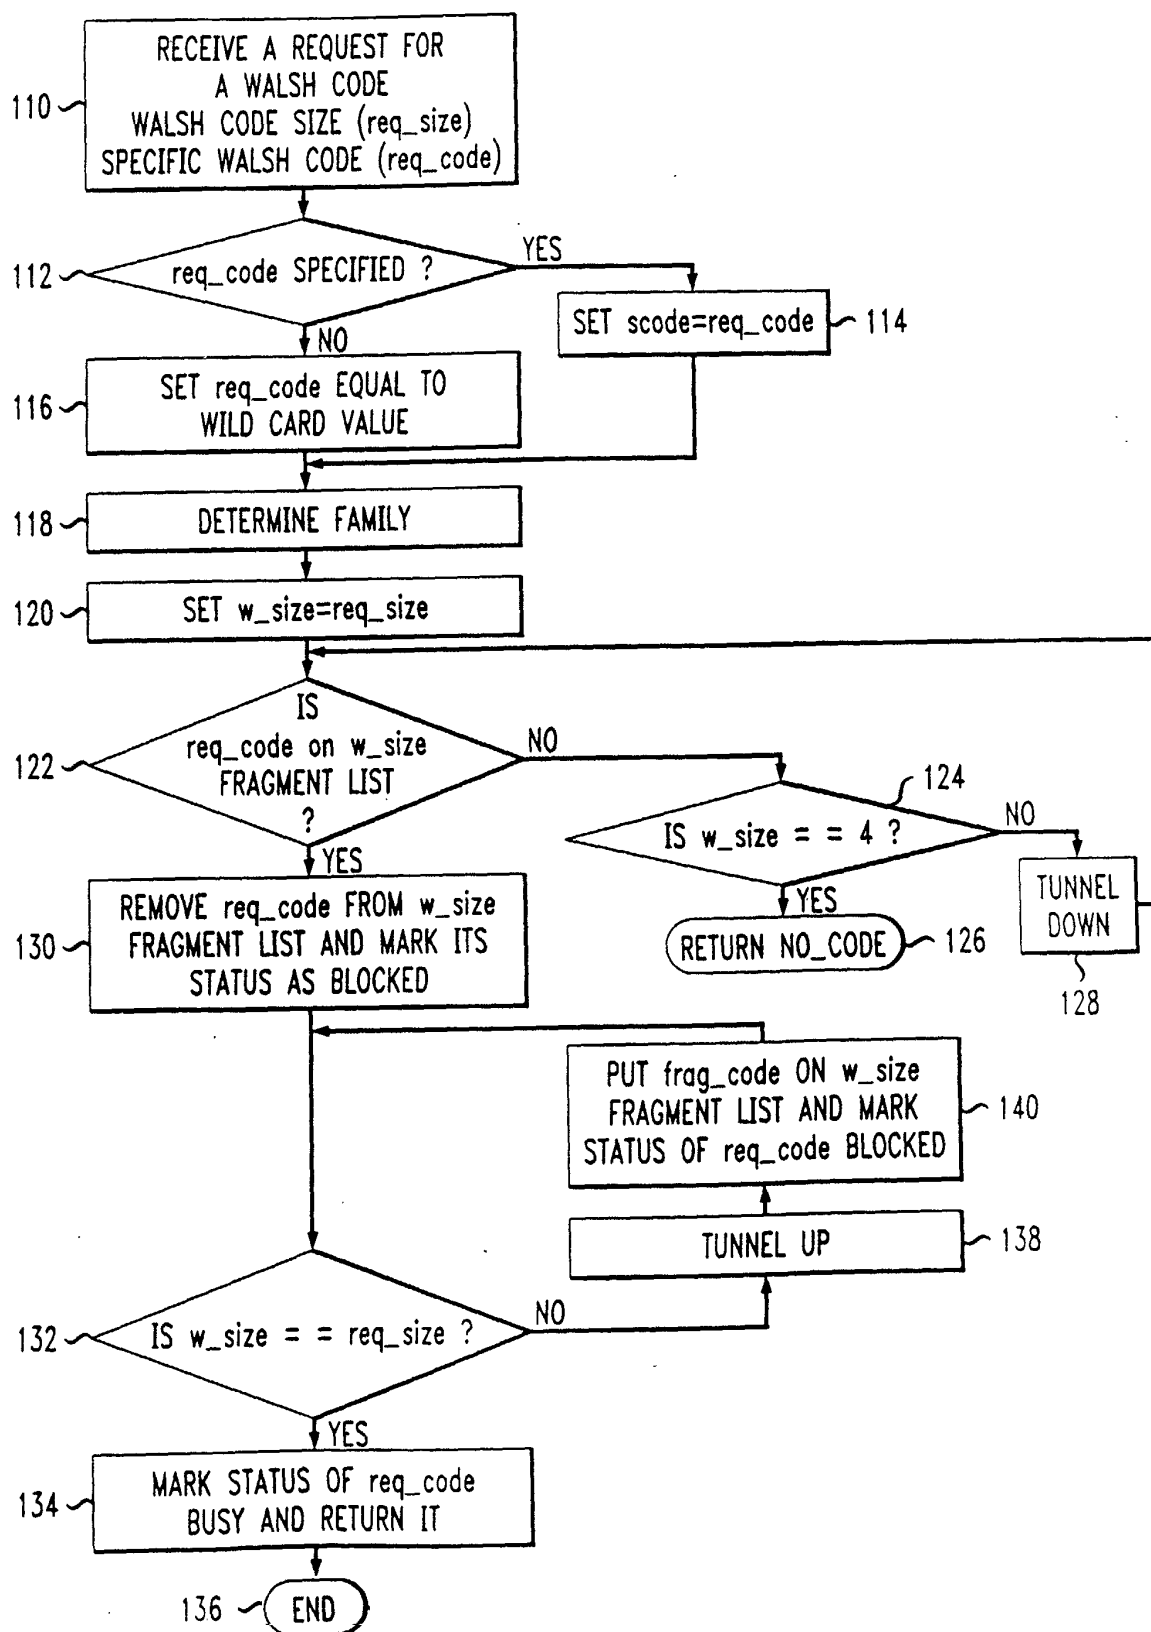 RECEIVE A REQUEST FOR
A WALSH CODE
WALSH CODE SIZE (req_size)
SPECIFIC WALSH CODE (req_code)
110
req_code SPECIFIED ?
112
YES
SET scode=req_code
114
NO
SET req_code EQUAL TO
WILD CARD VALUE
116
DETERMINE FAMILY
118
SET w_size=req_size
120
IS
req_code on w_size
FRAGMENT LIST
?
122
NO
124
IS w_size = = 4 ?
NO
TUNNEL
DOWN
128
YES
RETURN NO_CODE
126
YES
REMOVE req_code FROM w_size
FRAGMENT LIST AND MARK ITS
STATUS AS BLOCKED
130
PUT frag_code ON w_size
FRAGMENT LIST AND MARK
STATUS OF req_code BLOCKED
140
TUNNEL UP
138
IS w_size = = req_size ?
132
NO
YES
MARK STATUS OF req_code
BUSY AND RETURN IT
134
136
END